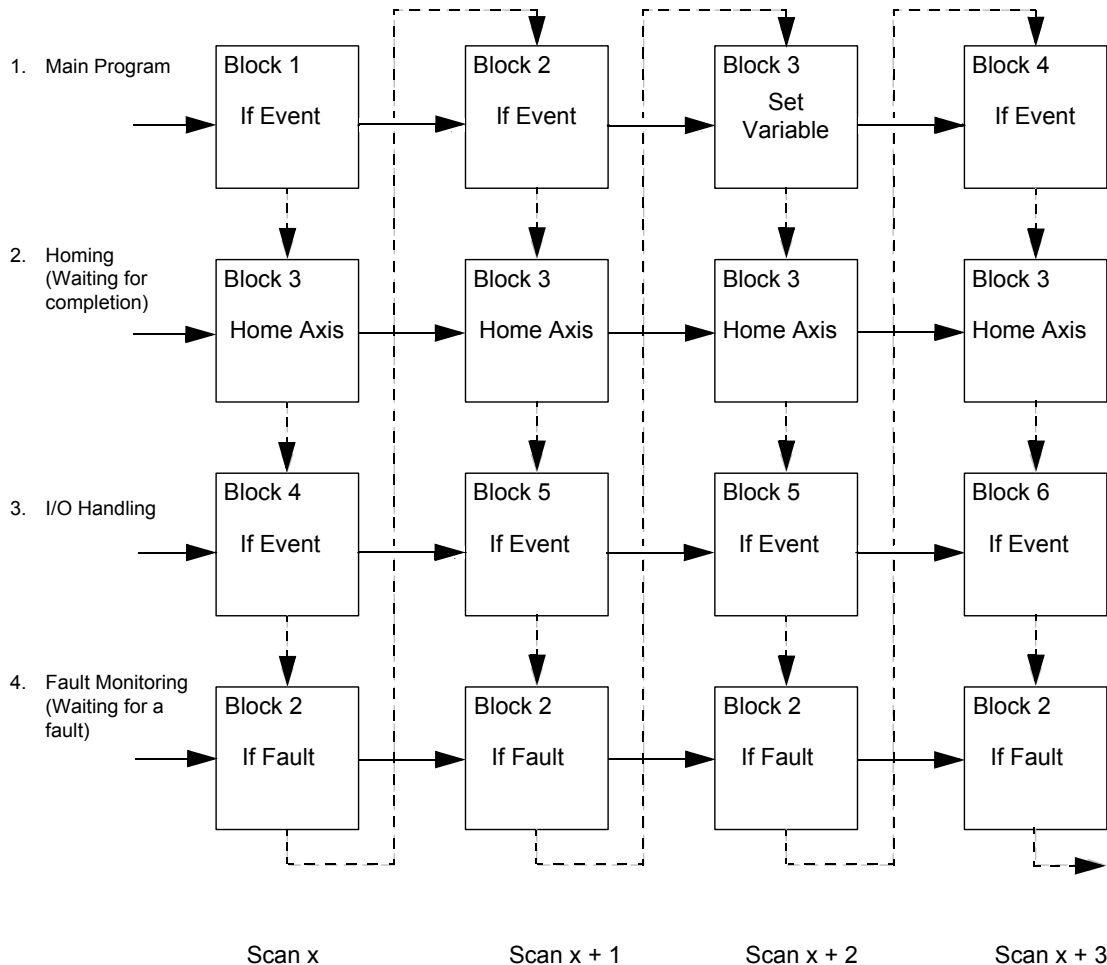 1. Main Program
Block 1
If Event
Block 2
If Event
Block 3
Set
Variable
Block 4
If Event
2. Homing
(Waiting for
completion)
Block 3
Home Axis
Block 3
Home Axis
Block 3
Home Axis
Block 3
Home Axis
3. I/O Handling
Block 4
If Event
Block 5
If Event
Block 5
If Event
Block 6
If Event
4. Fault Monitoring
(Waiting for a
fault)
Block 2
If Fault
Block 2
If Fault
Block 2
If Fault
Block 2
If Fault
Scan x
Scan x + 1
Scan x + 2
Scan x + 3